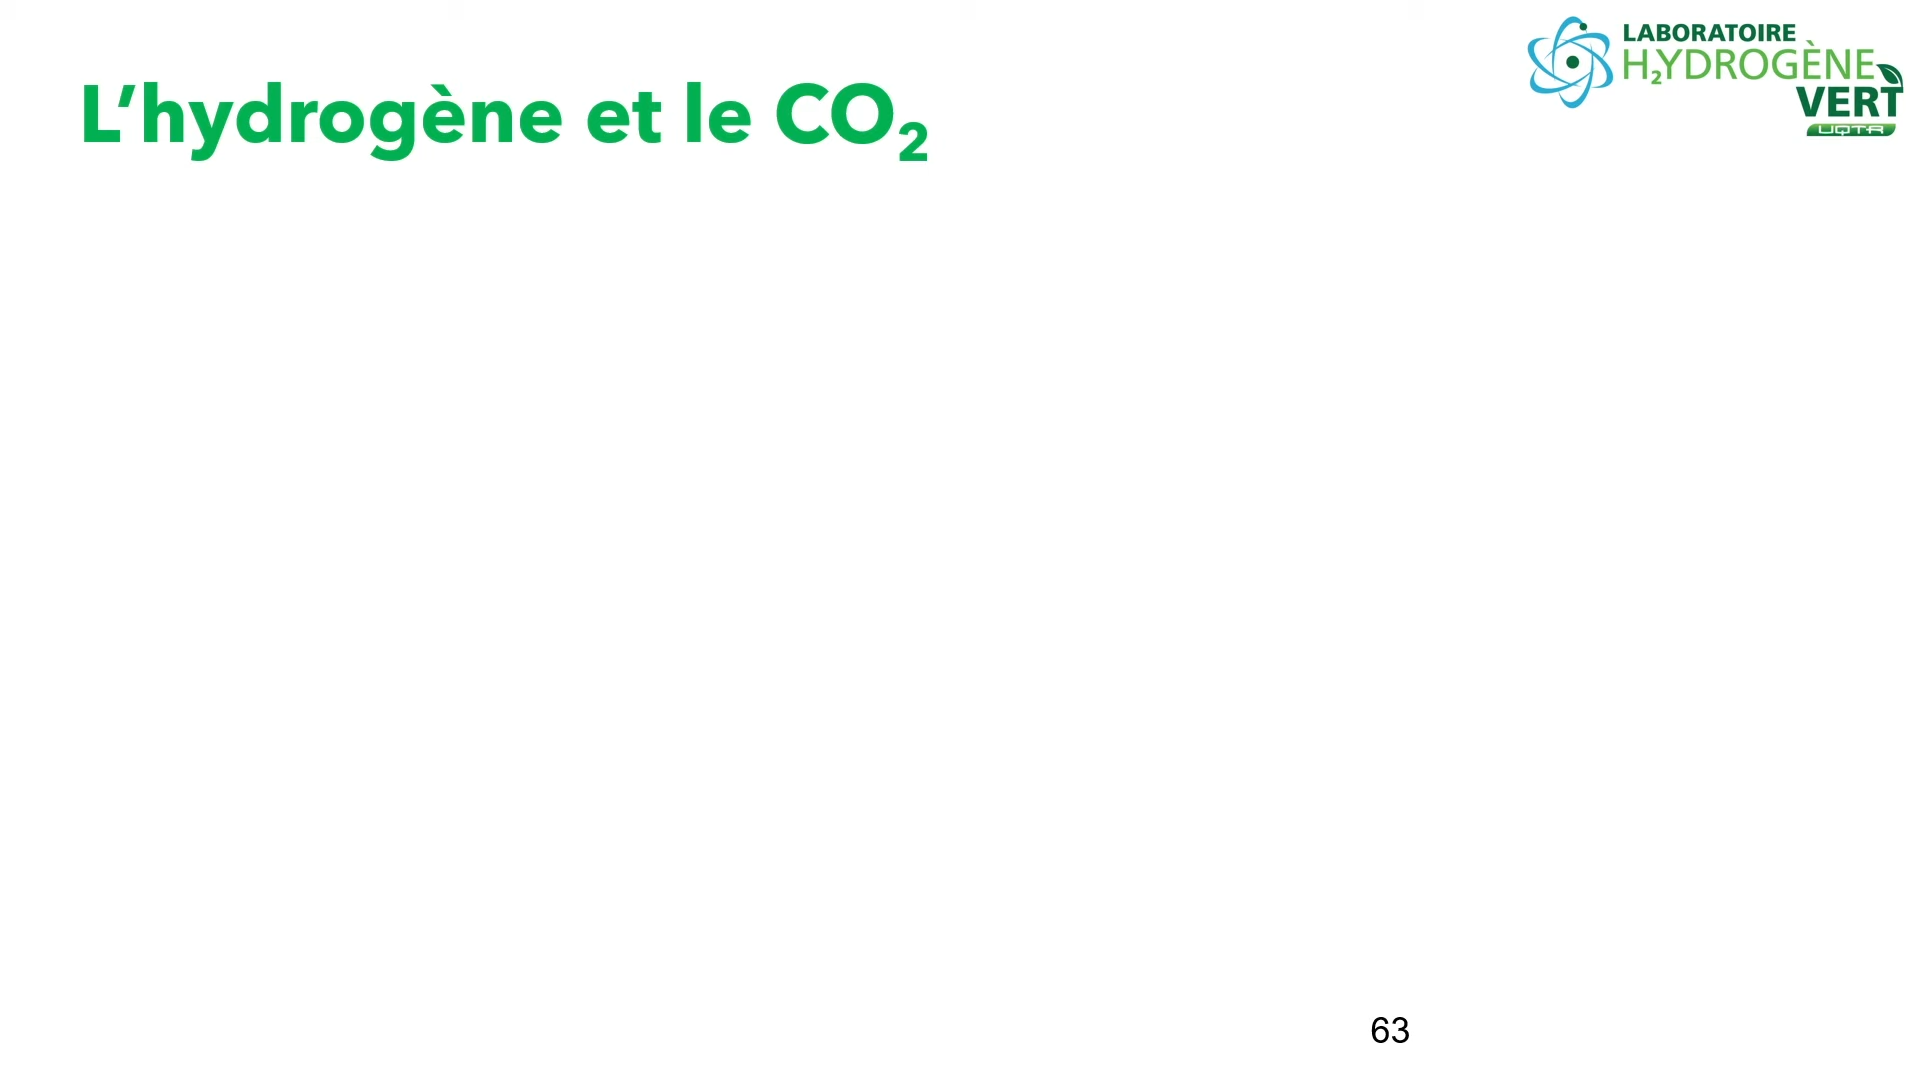 L’hydrogène et le CO₂
LABORATOIRE
H₂YDROGÈNE
VERT
UQTR
63